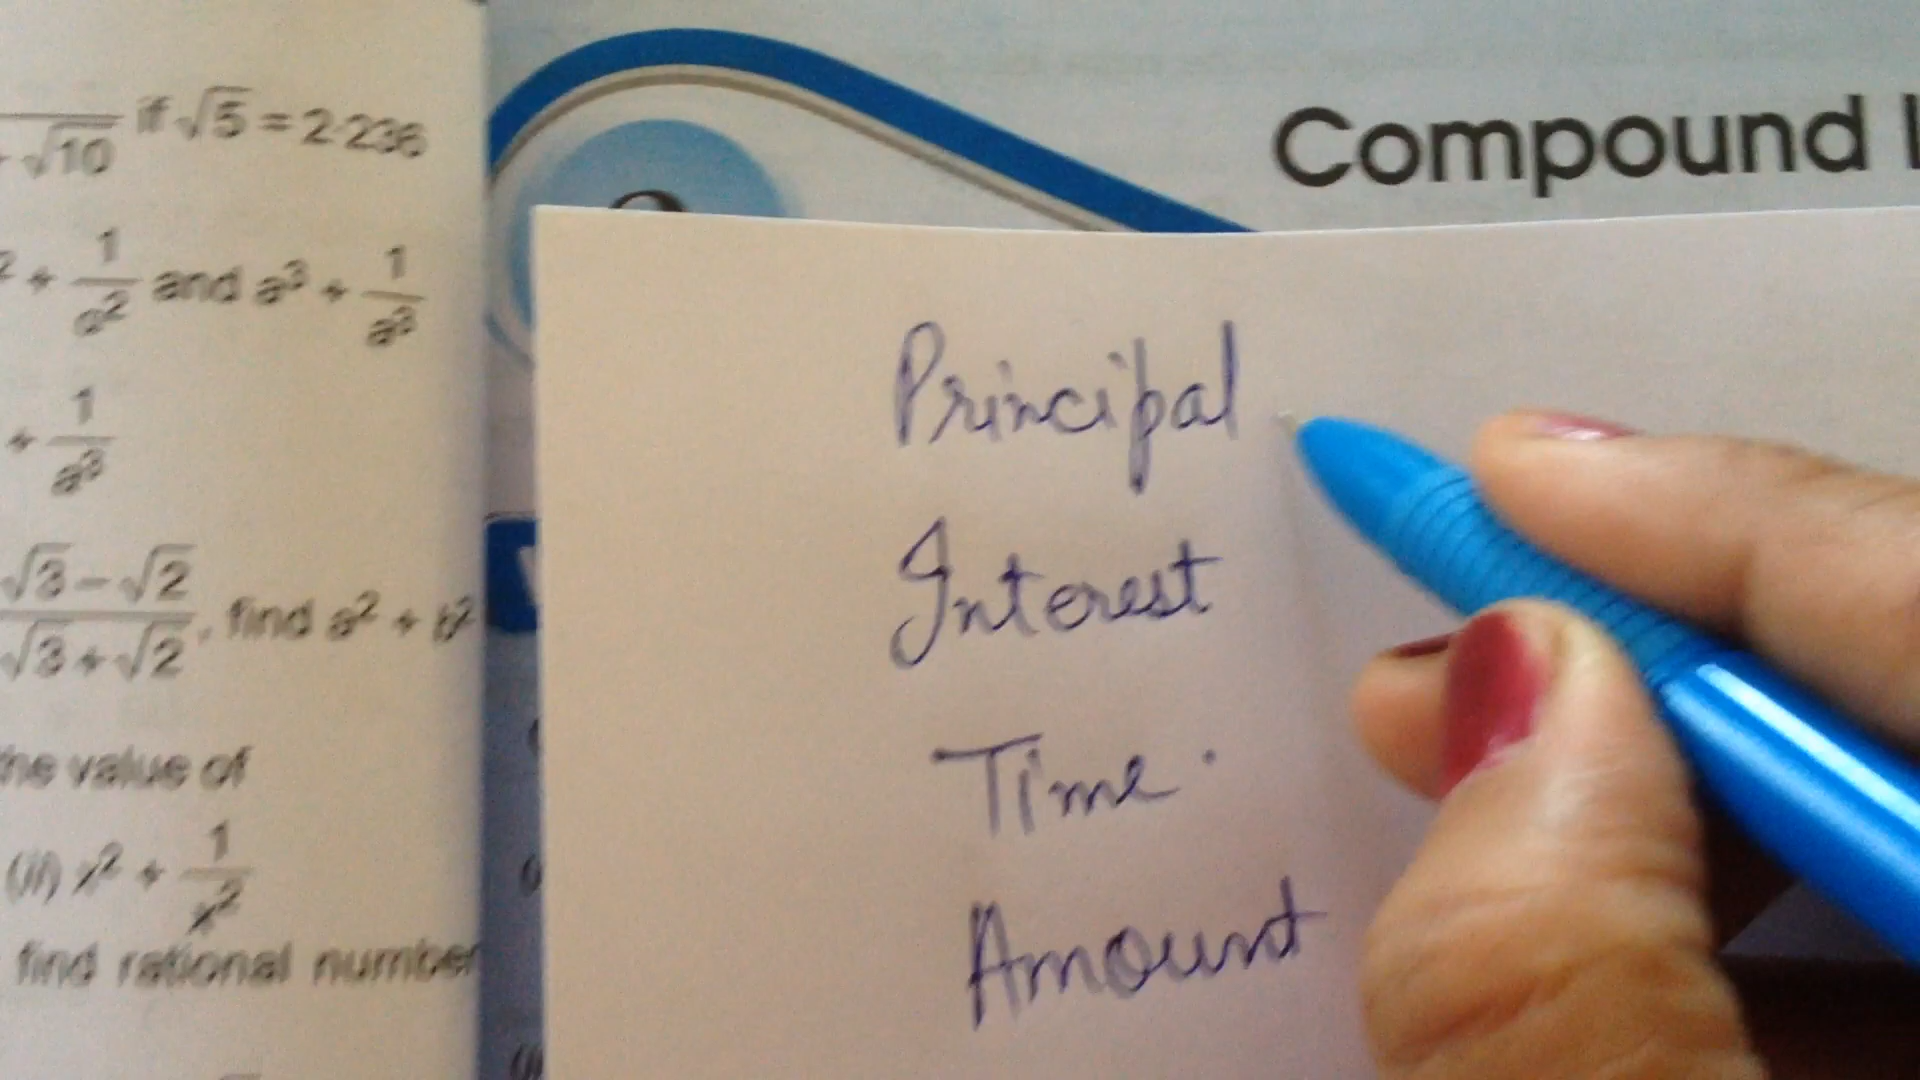 √10 if √5 = 2·236
2 + 1/a² and a³ + 1/a³
+ 1/a³
√3 − √2 / √3 + √2 , find a² + b²
the value of
(ii) x² + 1/x²
find rational number
Compound
Principal
Interest
Time ·
Amount